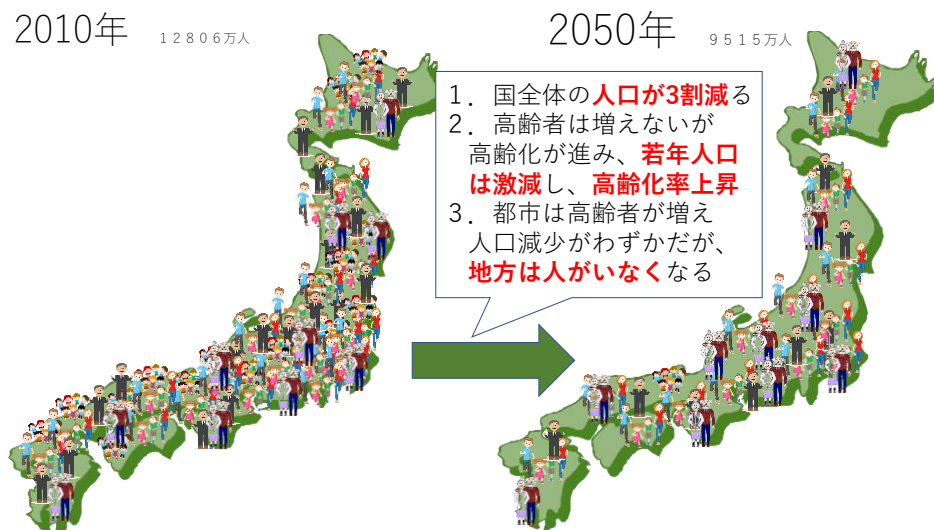 2010年 12806万人
2050年 9515万人
1．国全体の人口が3割減る
2．高齢者は増えないが
高齢化が進み、若年人口
は激減し、高齢化率上昇
3．都市は高齢者が増え
人口減少がわずかだが、
地方は人がいなくなる